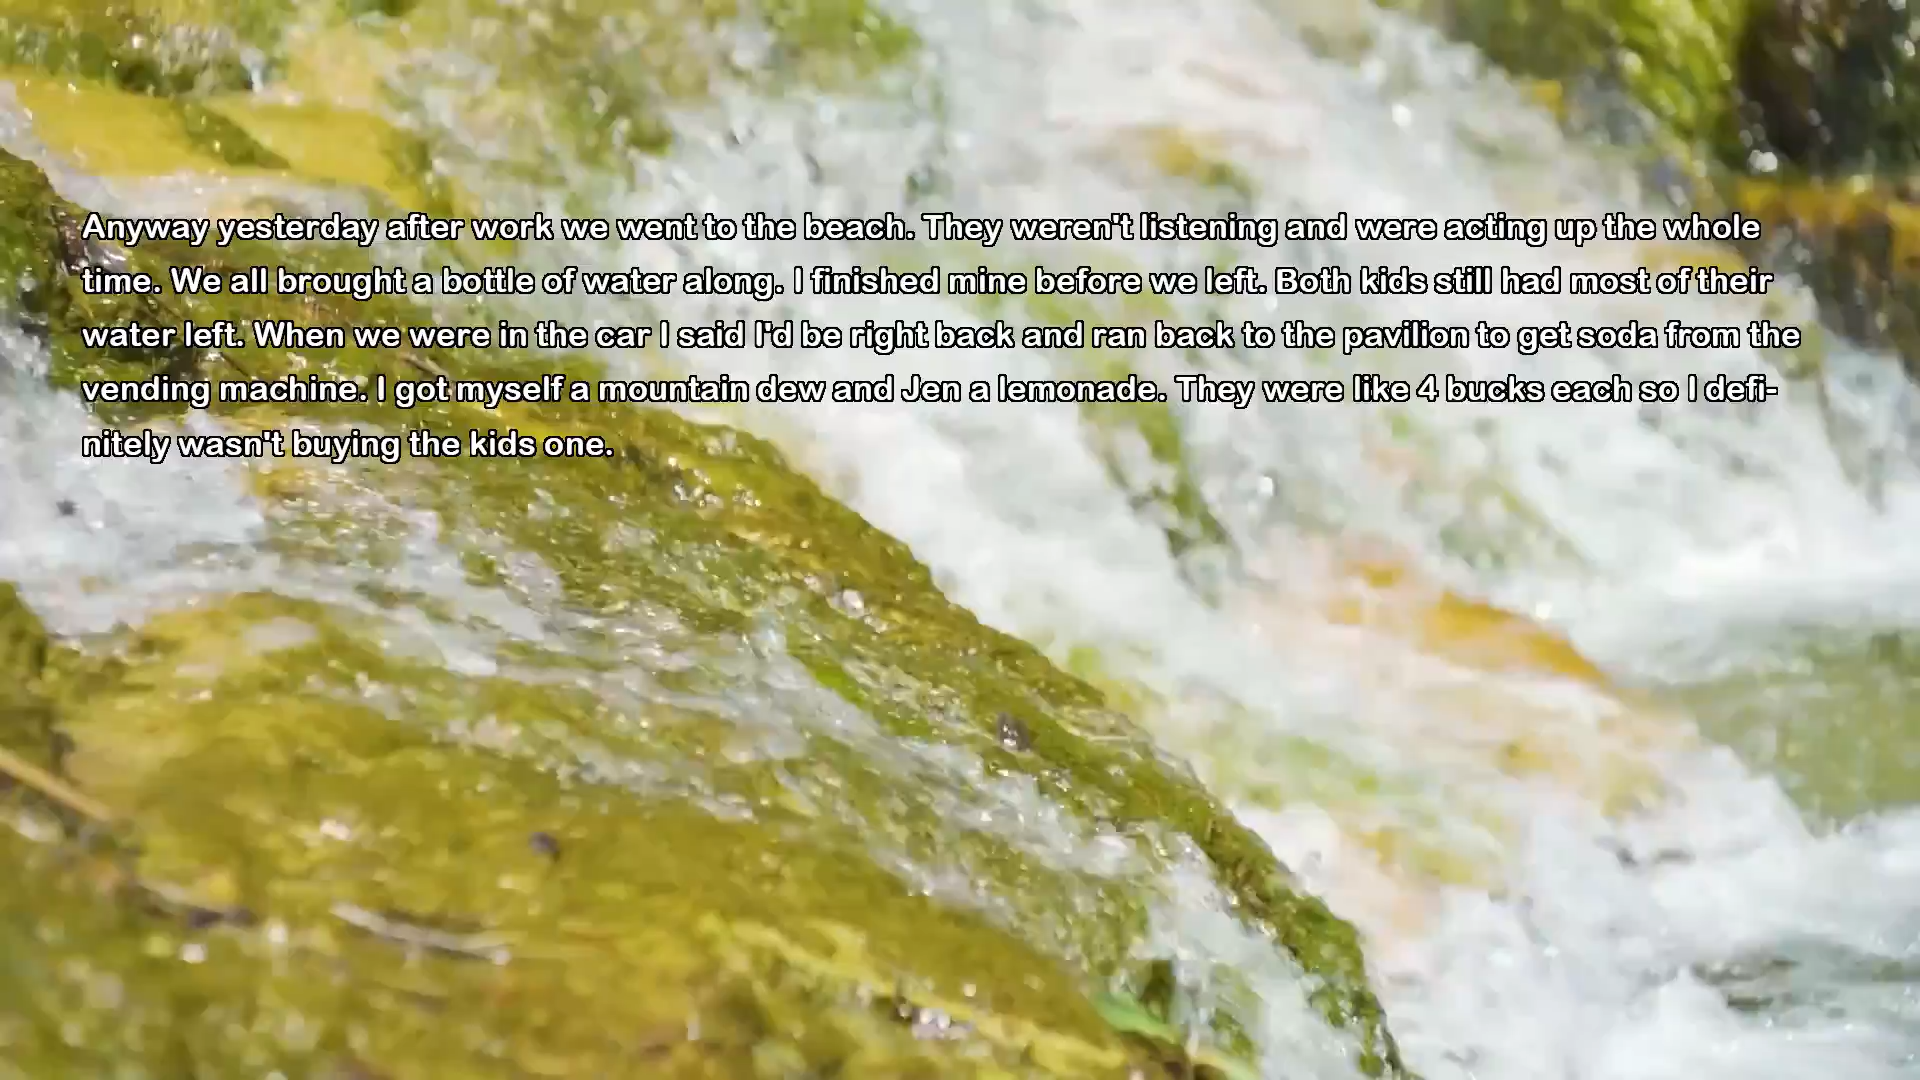 Anyway yesterday after work we went to the beach. They weren't listening and were acting up the whole
time. We all brought a bottle of water along. I finished mine before we left. Both kids still had most of their
water left. When we were in the car I said I'd be right back and ran back to the pavilion to get soda from the
vending machine. I got myself a mountain dew and Jen a lemonade. They were like 4 bucks each so I defi-
nitely wasn't buying the kids one.